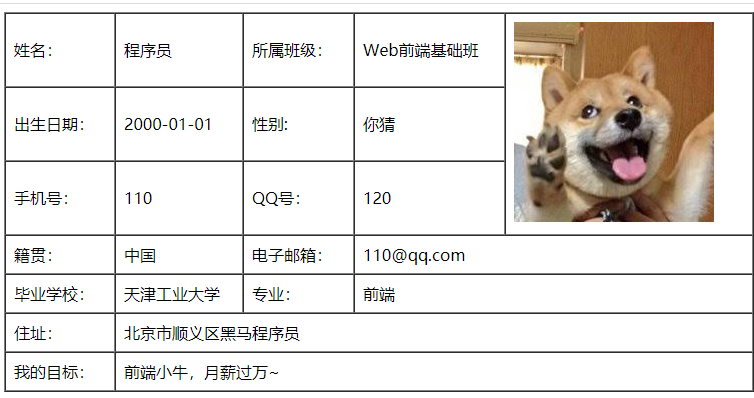 姓名： 程序员 所属班级： Web前端基础班
出生日期： 2000-01-01 性别: 你猜
手机号： 110 QQ号： 120
籍贯： 中国 电子邮箱： 110@qq.com
毕业学校： 天津工业大学 专业： 前端
住址： 北京市顺义区黑马程序员
我的目标： 前端小牛，月薪过万~